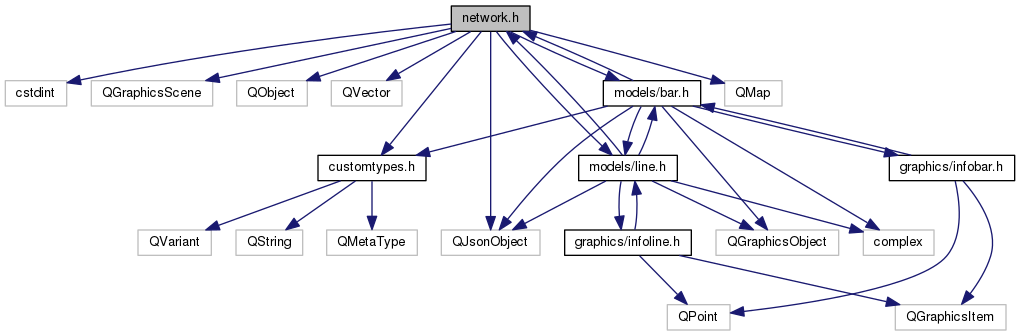 network.h
cstdint
QGraphicsScene
QObject
QVector
models/bar.h
QMap
customtypes.h
models/line.h
graphics/infobar.h
QVariant
QString
QMetaType
QJsonObject
graphics/infoline.h
QGraphicsObject
complex
QPoint
QGraphicsItem